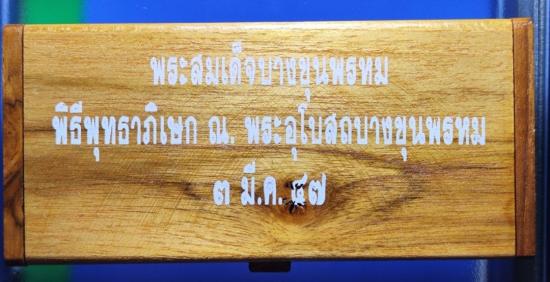 พระสมเด็จบางขุนพรหม
พิธีพุทธาภิเษก ณ. พระอุโบสถบางขุนพรหม
๓ มี.ค. ๕๗